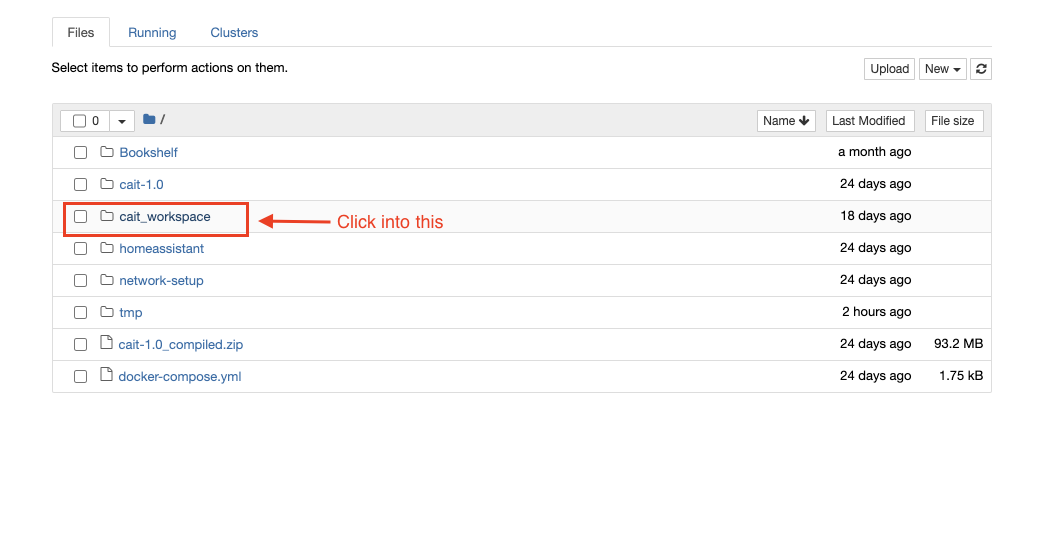 Files Running Clusters
Select items to perform actions on them.
Upload New
0 / Name Last Modified File size
Bookshelf a month ago
cait-1.0 24 days ago
cait_workspace 18 days ago
Click into this
homeassistant 24 days ago
network-setup 24 days ago
tmp 2 hours ago
cait-1.0_compiled.zip 24 days ago 93.2 MB
docker-compose.yml 24 days ago 1.75 kB